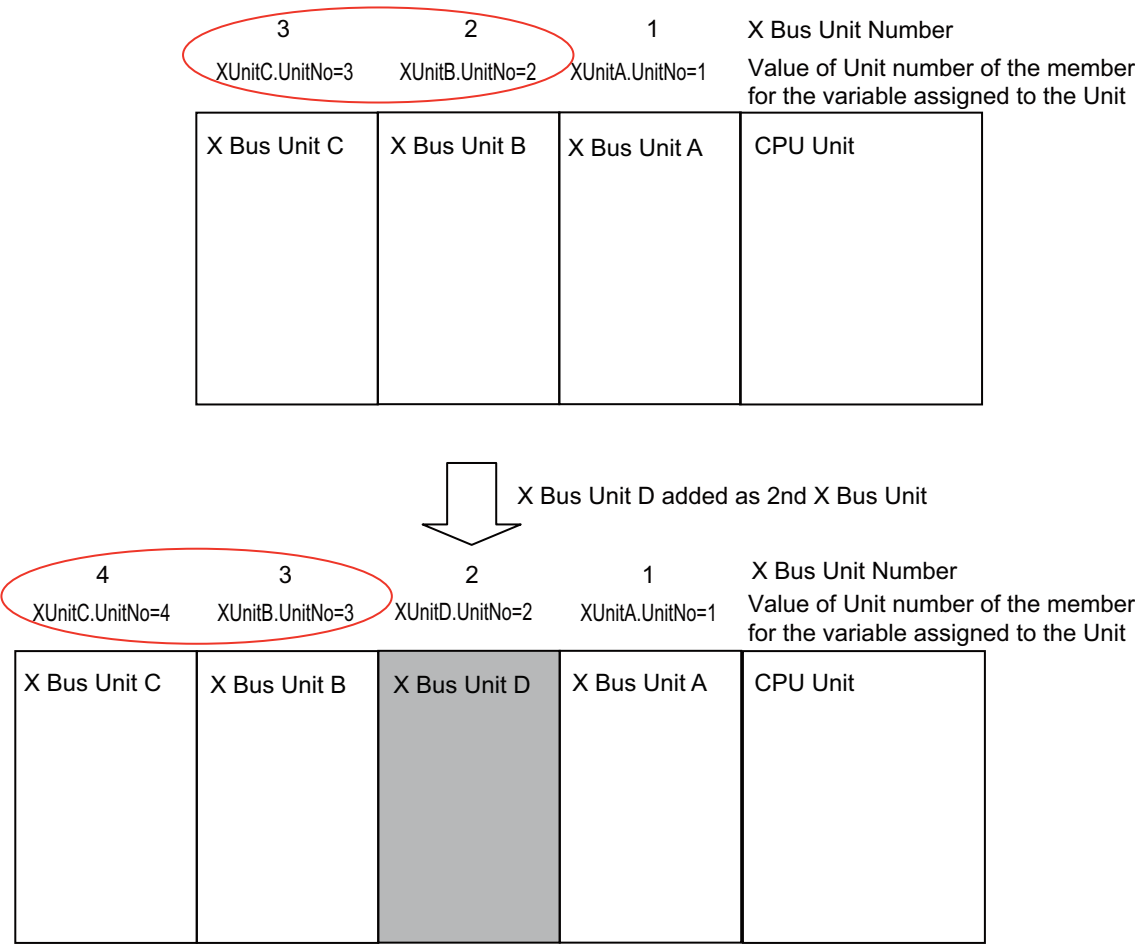 3 2 1 X Bus Unit Number
XUnitC.UnitNo=3 XUnitB.UnitNo=2 XUnitA.UnitNo=1 Value of Unit number of the member
for the variable assigned to the Unit
X Bus Unit C X Bus Unit B X Bus Unit A CPU Unit
X Bus Unit D added as 2nd X Bus Unit
4 3 2 1 X Bus Unit Number
XUnitC.UnitNo=4 XUnitB.UnitNo=3 XUnitD.UnitNo=2 XUnitA.UnitNo=1 Value of Unit number of the member
for the variable assigned to the Unit
X Bus Unit C X Bus Unit B X Bus Unit D X Bus Unit A CPU Unit